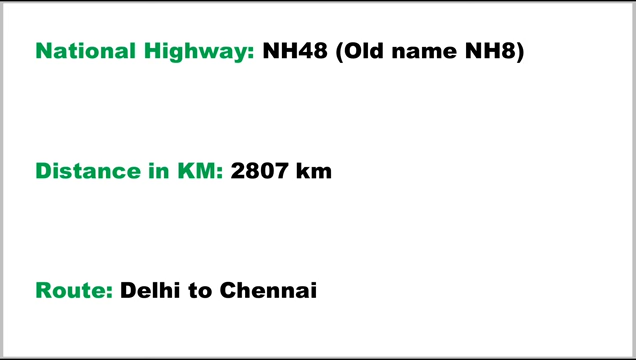 National Highway: NH48 (Old name NH8)
Distance in KM: 2807 km
Route: Delhi to Chennai